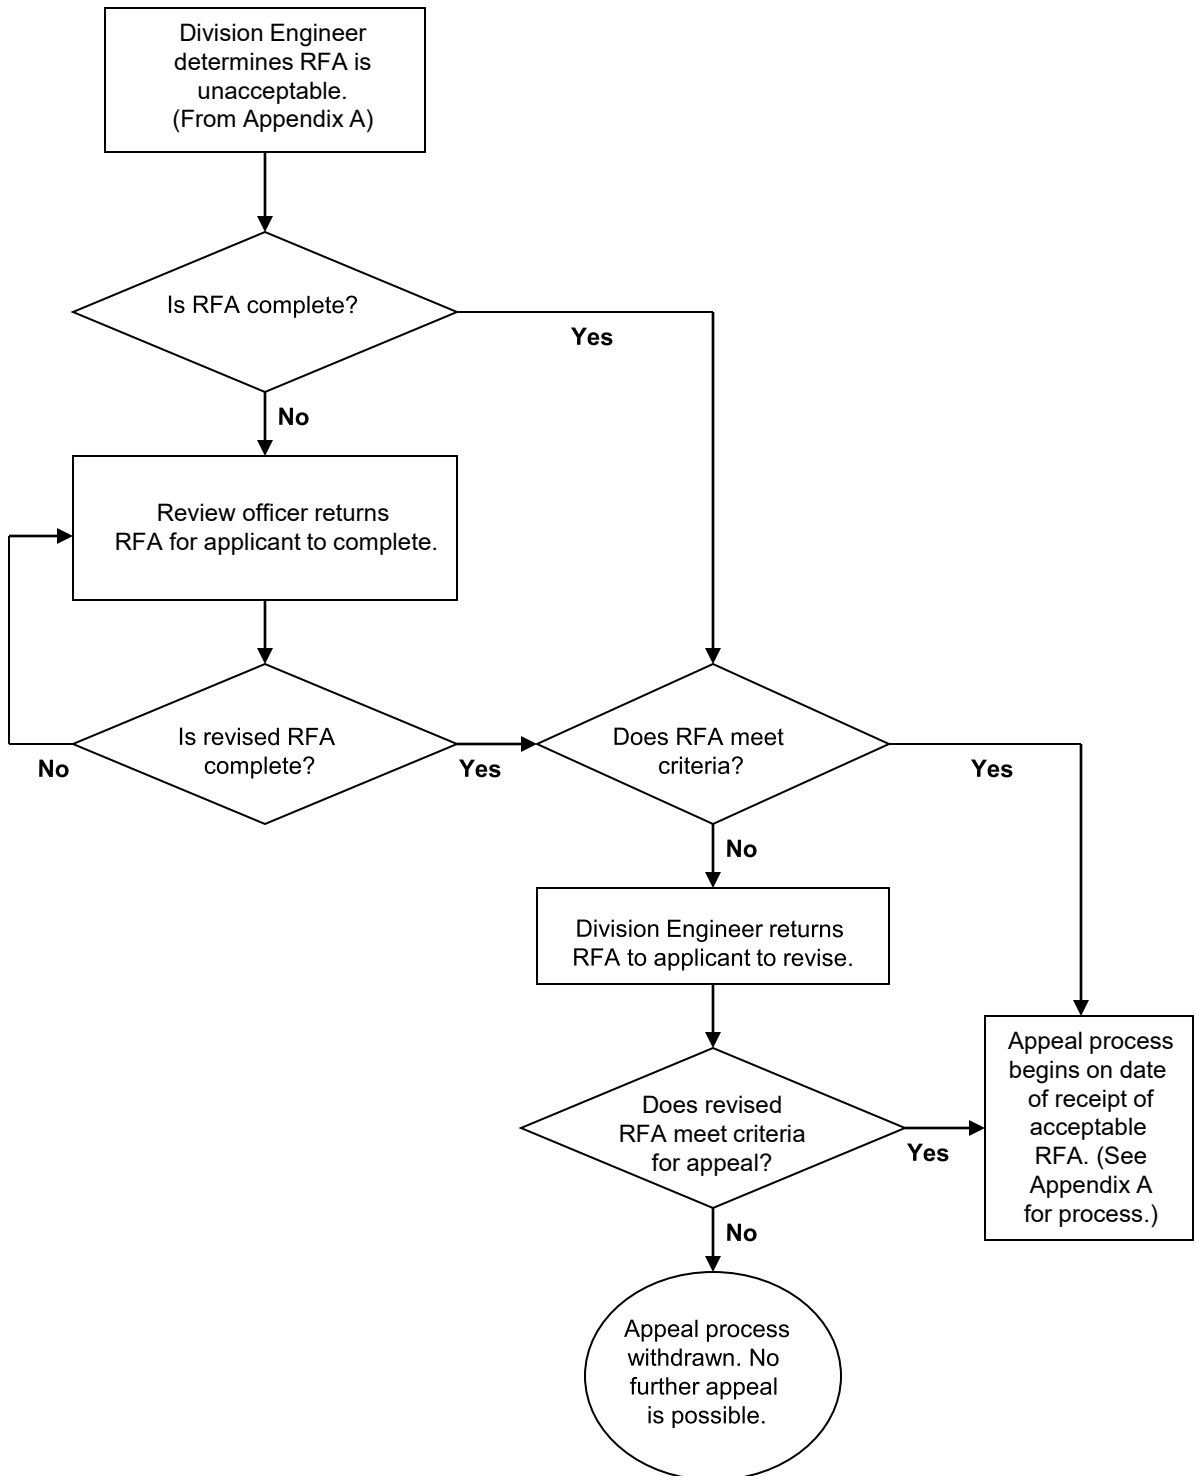 Division Engineer
determines RFA is
unacceptable.
(From Appendix A)
Is RFA complete?
Yes
No
Review officer returns
RFA for applicant to complete.
Is revised RFA
complete?
No
Yes
Does RFA meet
criteria?
Yes
No
Division Engineer returns
RFA to applicant to revise.
Does revised
RFA meet criteria
for appeal?
Yes
No
Appeal process
begins on date
of receipt of
acceptable
RFA. (See
Appendix A
for process.)
Appeal process
withdrawn. No
further appeal
is possible.